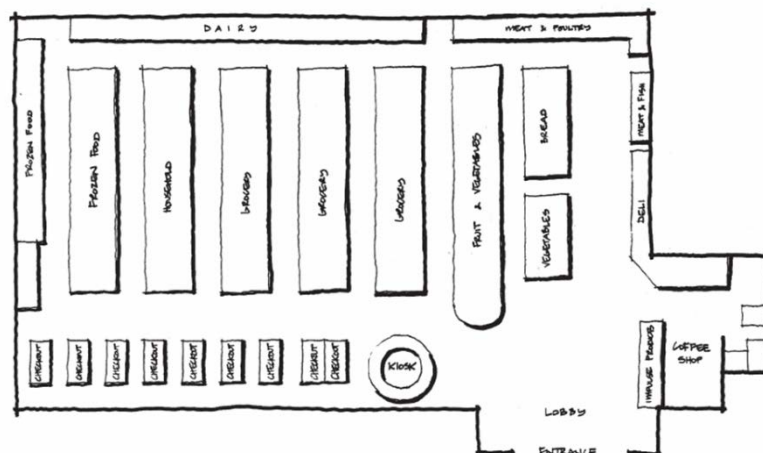 DAIRY
MEAT & POULTRY
FROZEN FOOD
FROZEN FOOD
HOUSEHOLD
GROCERY
GROCERY
GROCERY
FRUIT & VEGETABLES
BREAD
VEGETABLES
MEAT & FISH
DELI
CHECKOUT
CHECKOUT
CHECKOUT
CHECKOUT
CHECKOUT
CHECKOUT
CHECKOUT
CHECKOUT
CHECKOUT
KIOSK
IMPULSE PRODUCS
COFFEE
SHOP
LOBBY
ENTRANCE